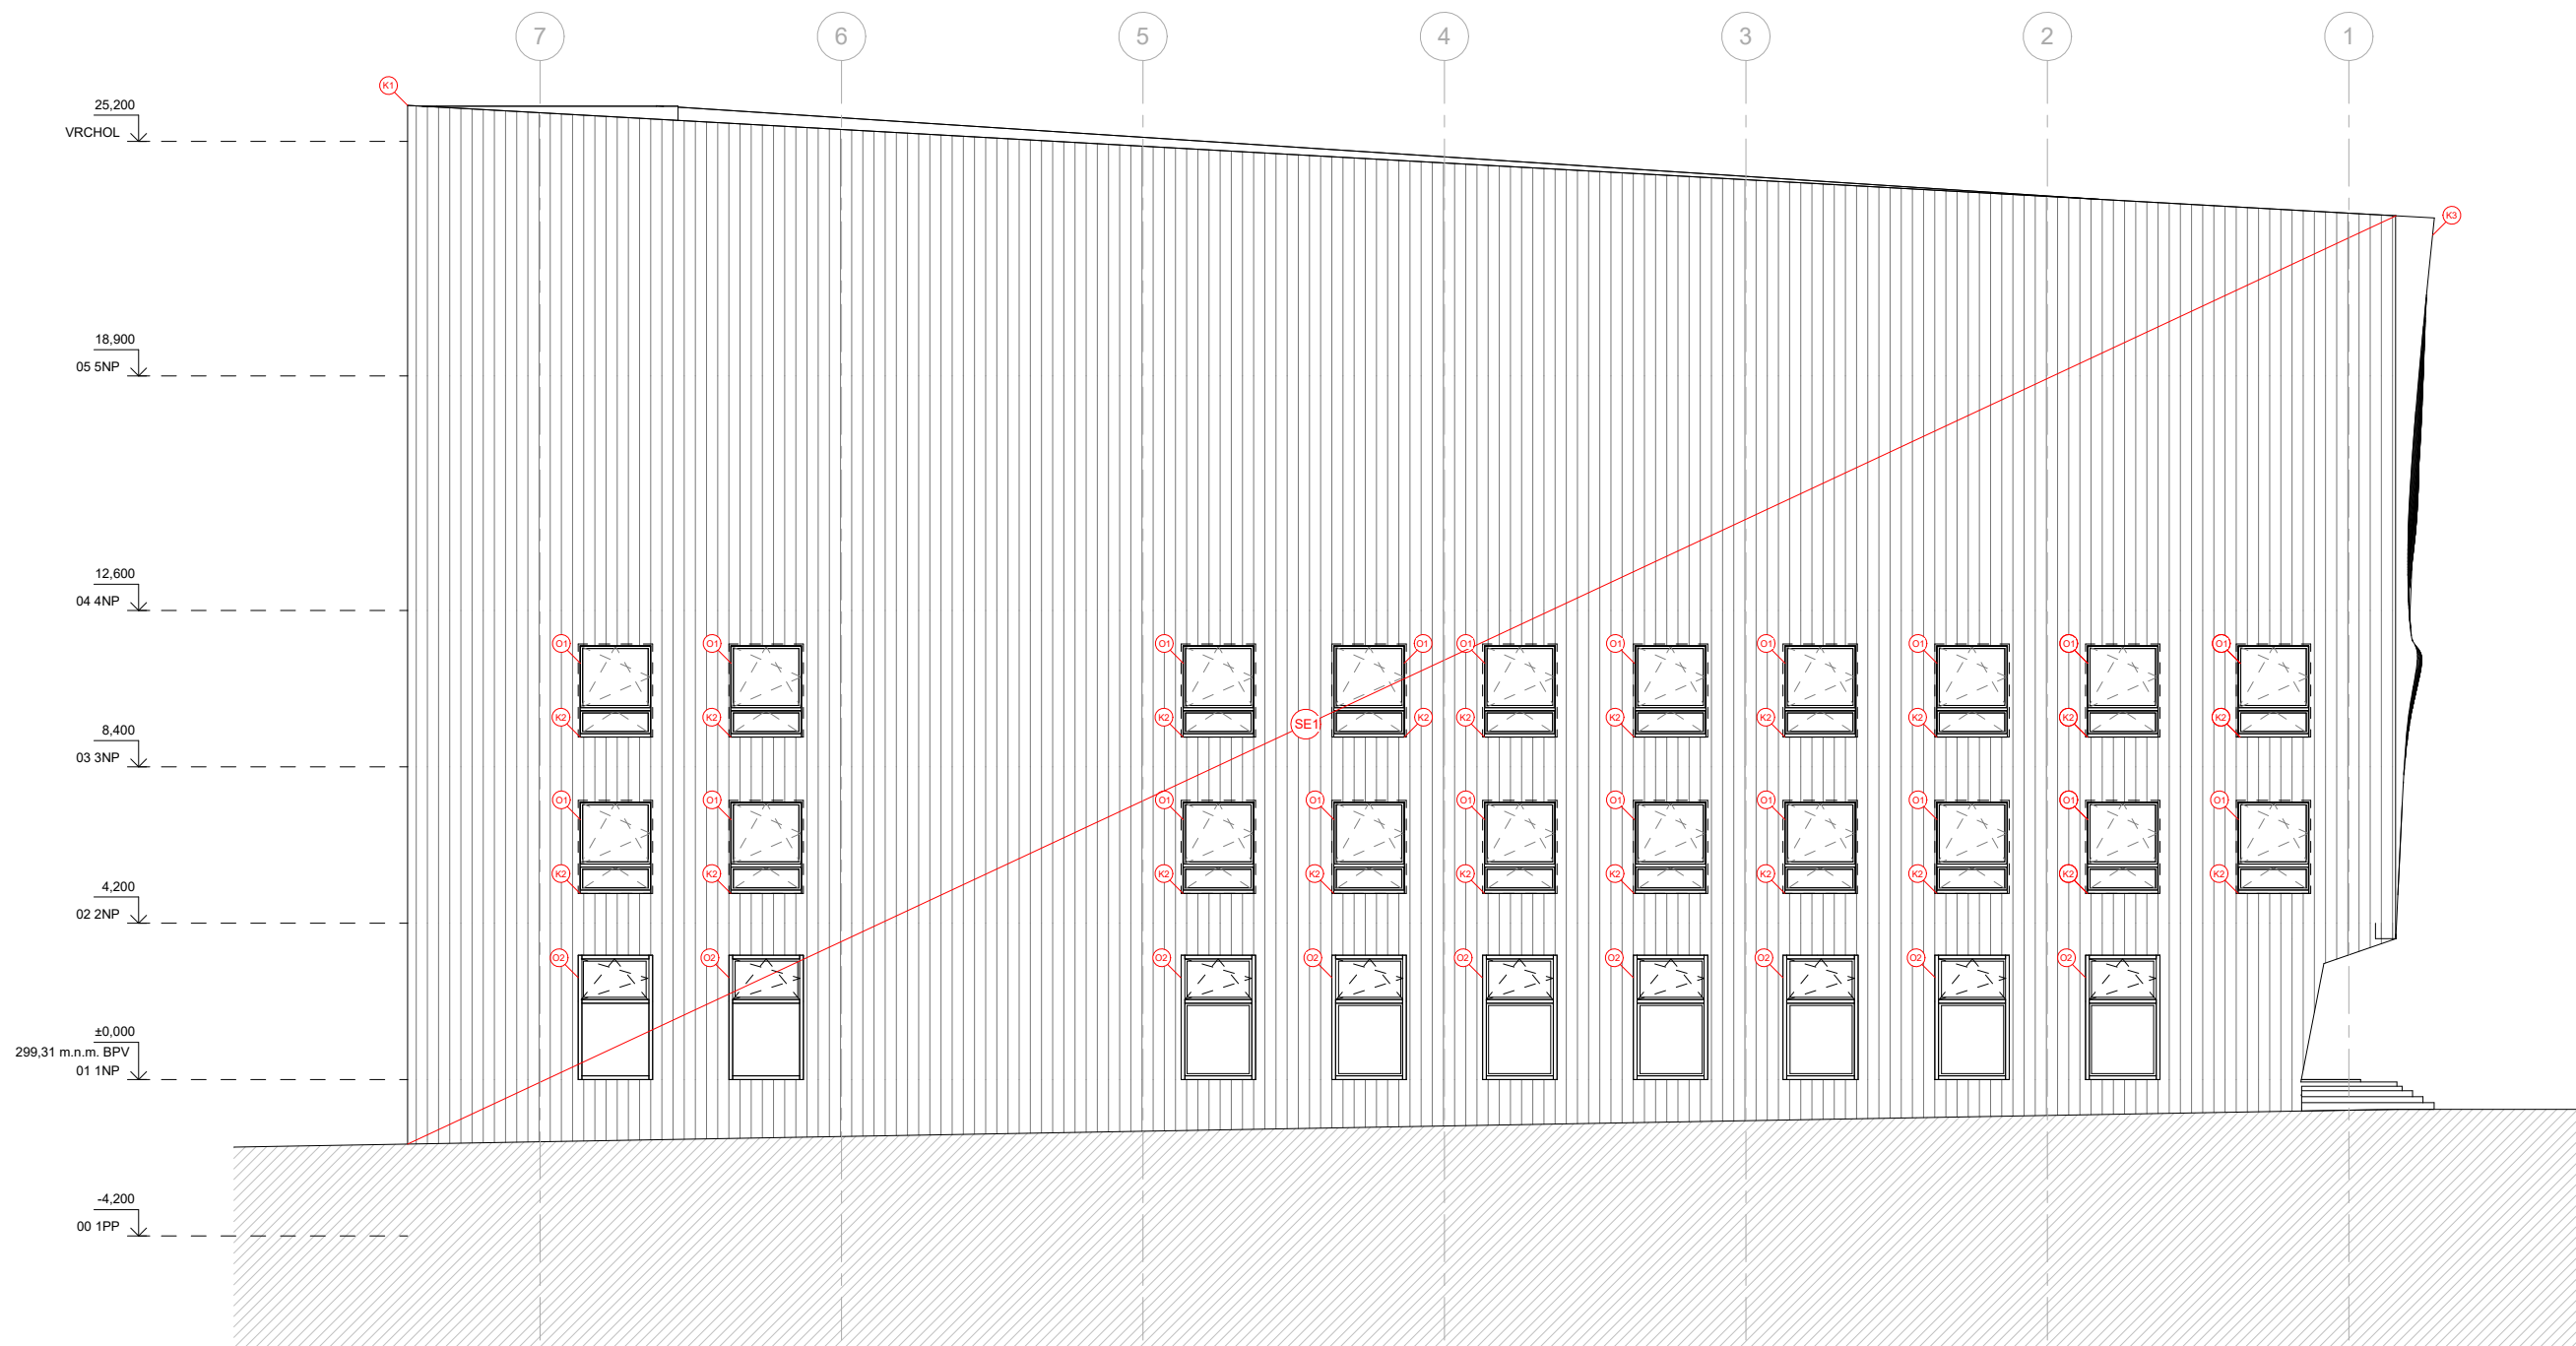 7 6 5 4 3 2 1
K1
25,200
VRCHOL
K3
18,900
05 5NP
12,600
04 4NP
O1 O1 O1 O1 O1 O1 O1 O1 O1 O1
K2 K2 K2 SE1 K2 K2 K2 K2 K2 K2 K2
8,400
03 3NP
O1 O1 O1 O1 O1 O1 O1 O1 O1 O1
K2 K2 K2 K2 K2 K2 K2 K2 K2 K2
4,200
02 2NP
O2 O2 O2 O2 O2 O2 O2 O2 O2
±0,000
299,31 m.n.m. BPV
01 1NP
-4,200
00 1PP